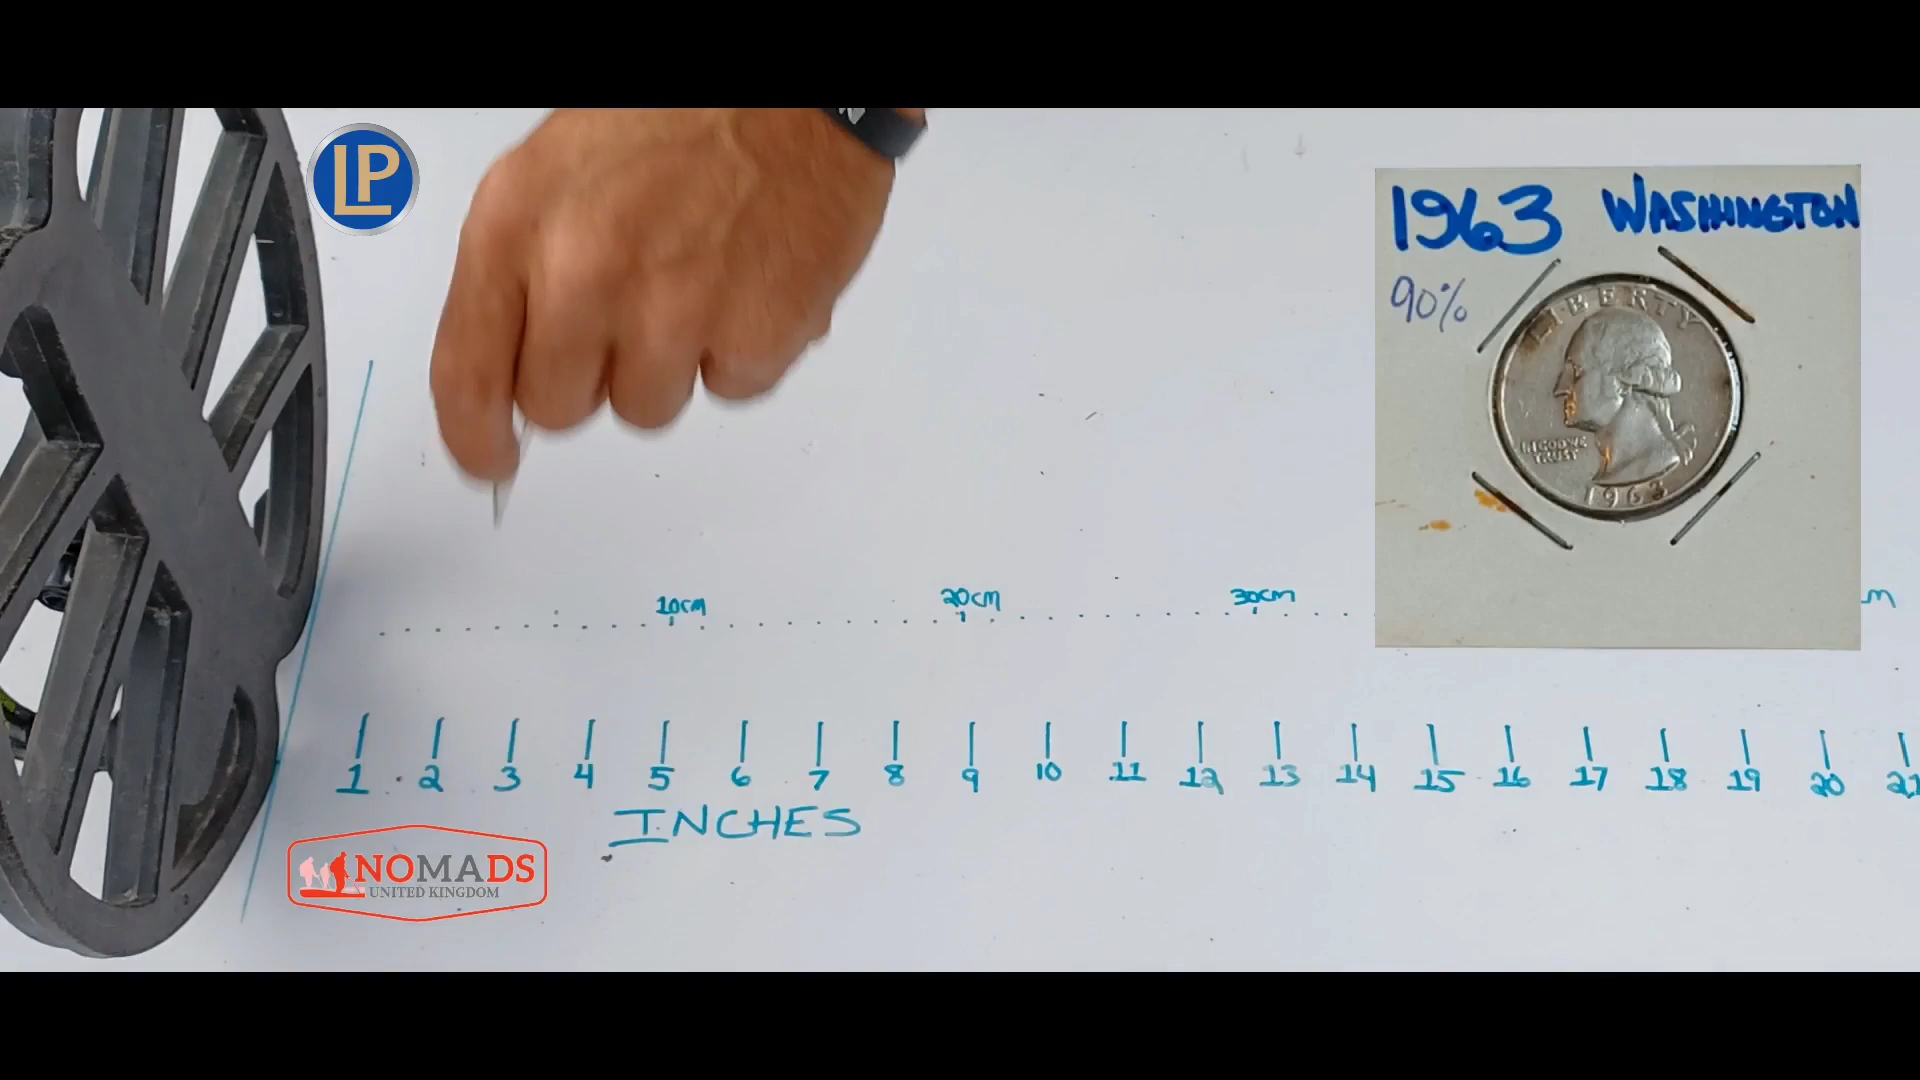 LP
1963 WASHINGTON
90%
LIBERTY
IN GOD WE
TRUST
1963
10cm 20cm 30cm m
1 2 3 4 5 6 7 8 9 10 11 12 13 14 15 16 17 18 19 20 21
INCHES
NOMADS
UNITED KINGDOM